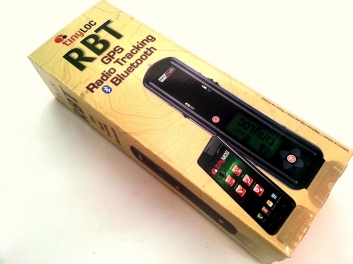 tinyLoc
RBT
GPS
Radio Tracking
Bluetooth